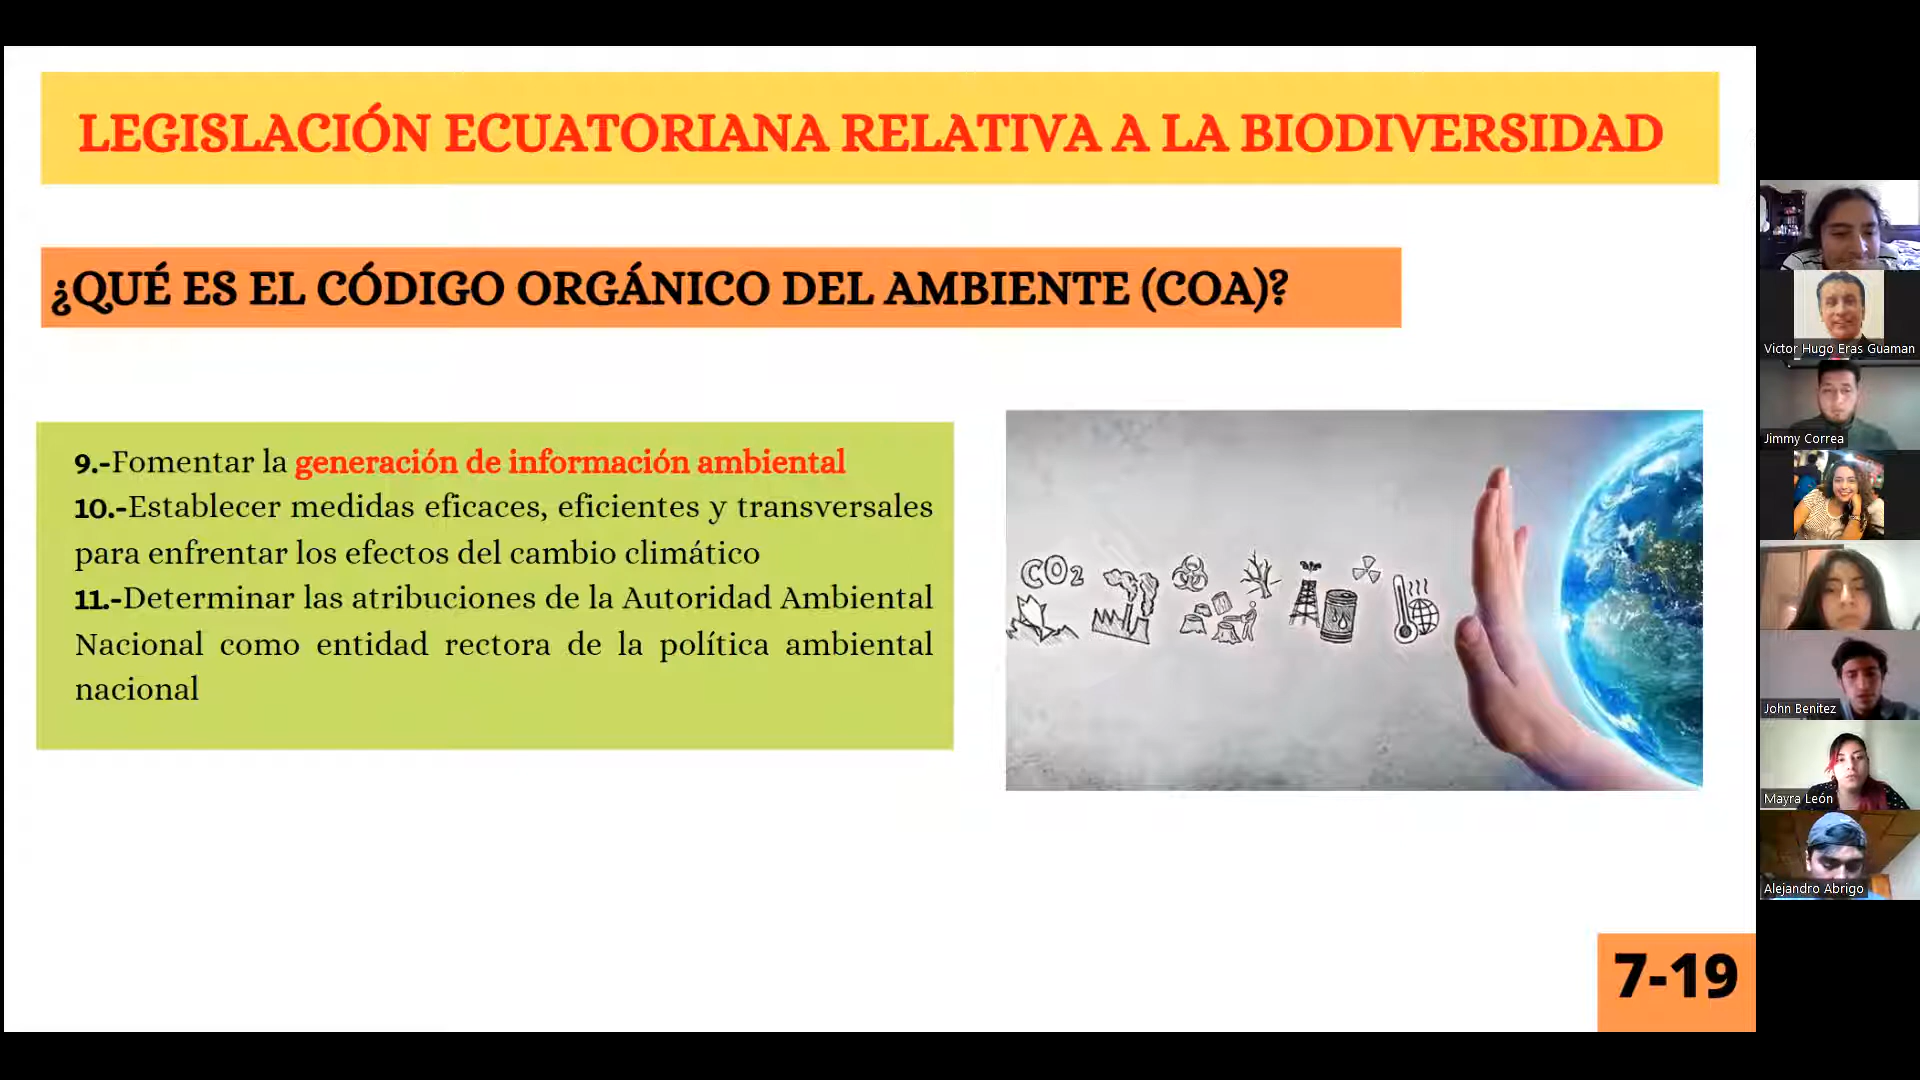 LEGISLACIÓN ECUATORIANA RELATIVA A LA BIODIVERSIDAD
¿QUÉ ES EL CÓDIGO ORGÁNICO DEL AMBIENTE (COA)?
9.-Fomentar la generación de información ambiental
10.-Establecer medidas eficaces, eficientes y transversales
para enfrentar los efectos del cambio climático
11.-Determinar las atribuciones de la Autoridad Ambiental
Nacional como entidad rectora de la política ambiental
nacional
CO2
7-19
Victor Hugo Eras Guaman
Jimmy Correa
John Benitez
Mayra León
Alejandro Abrigo